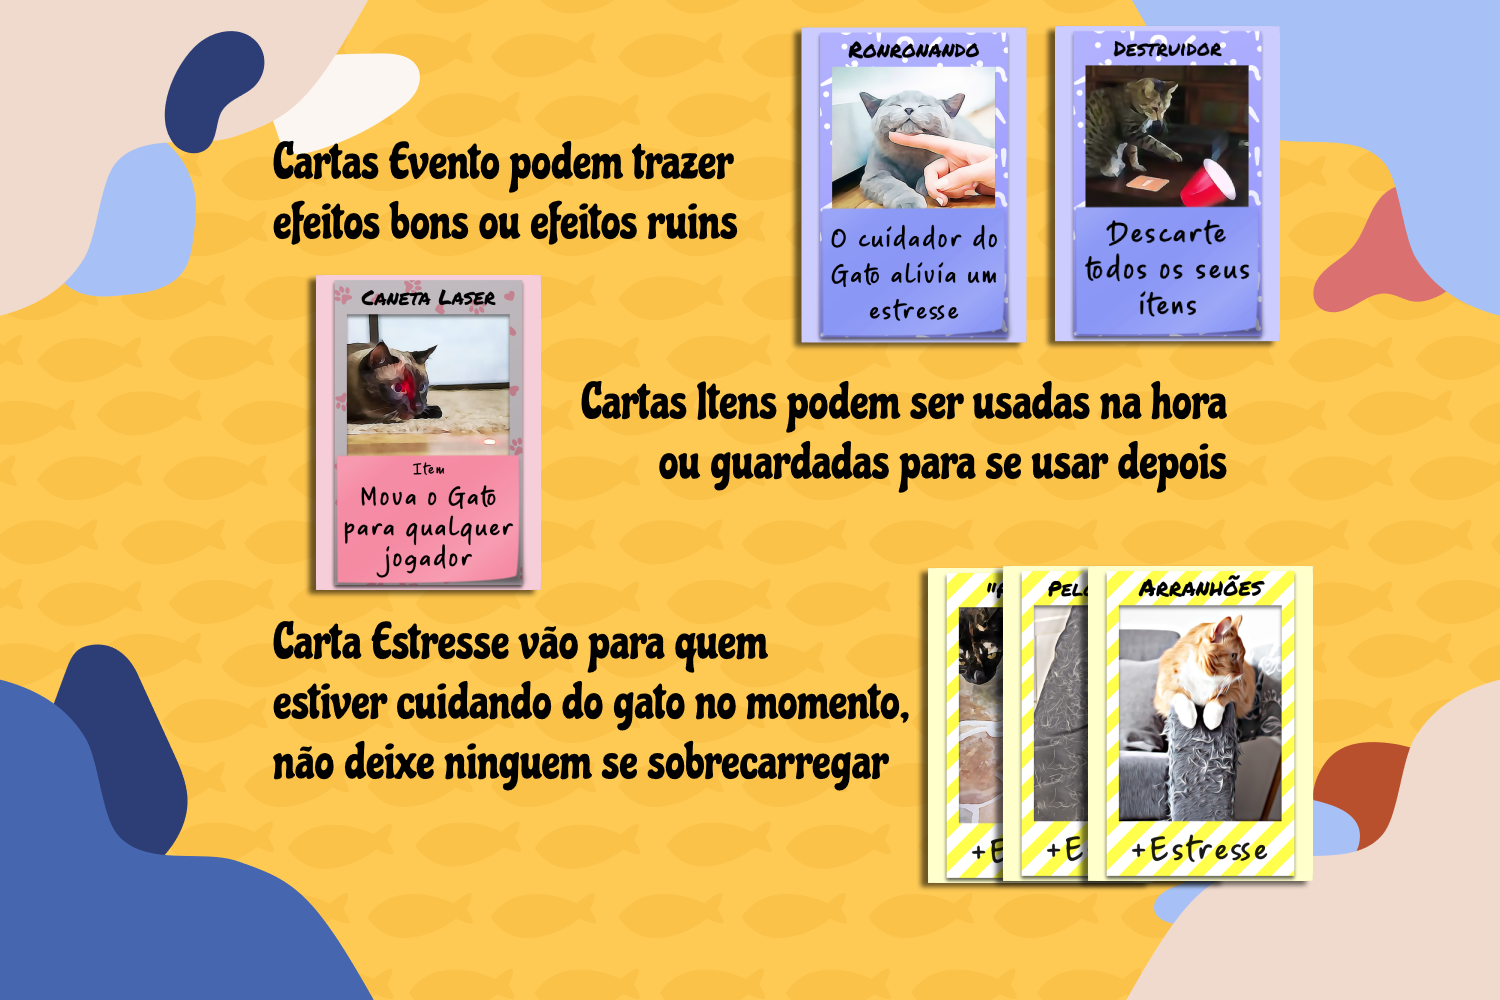 Cartas Evento podem trazer
efeitos bons ou efeitos ruins
RONRONANDO
O cuidador do
Gato alivia um
estresse
DESTRUIDOR
Descarte
todos os seus
itens
CANETA LASER
Item
Mova o Gato
para qualquer
jogador
Cartas Itens podem ser usadas na hora
ou guardadas para se usar depois
Carta Estresse vão para quem
estiver cuidando do gato no momento,
não deixe ninguem se sobrecarregar
+E
+E
ARRANHÕES
+Estresse